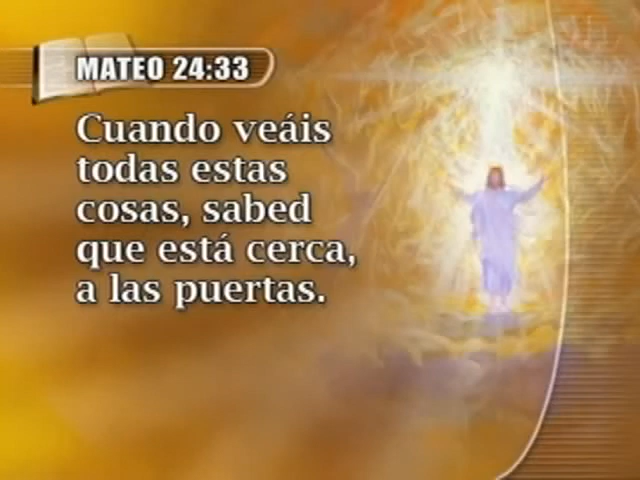 MATEO 24:33
Cuando veáis
todas estas
cosas, sabed
que está cerca,
a las puertas.